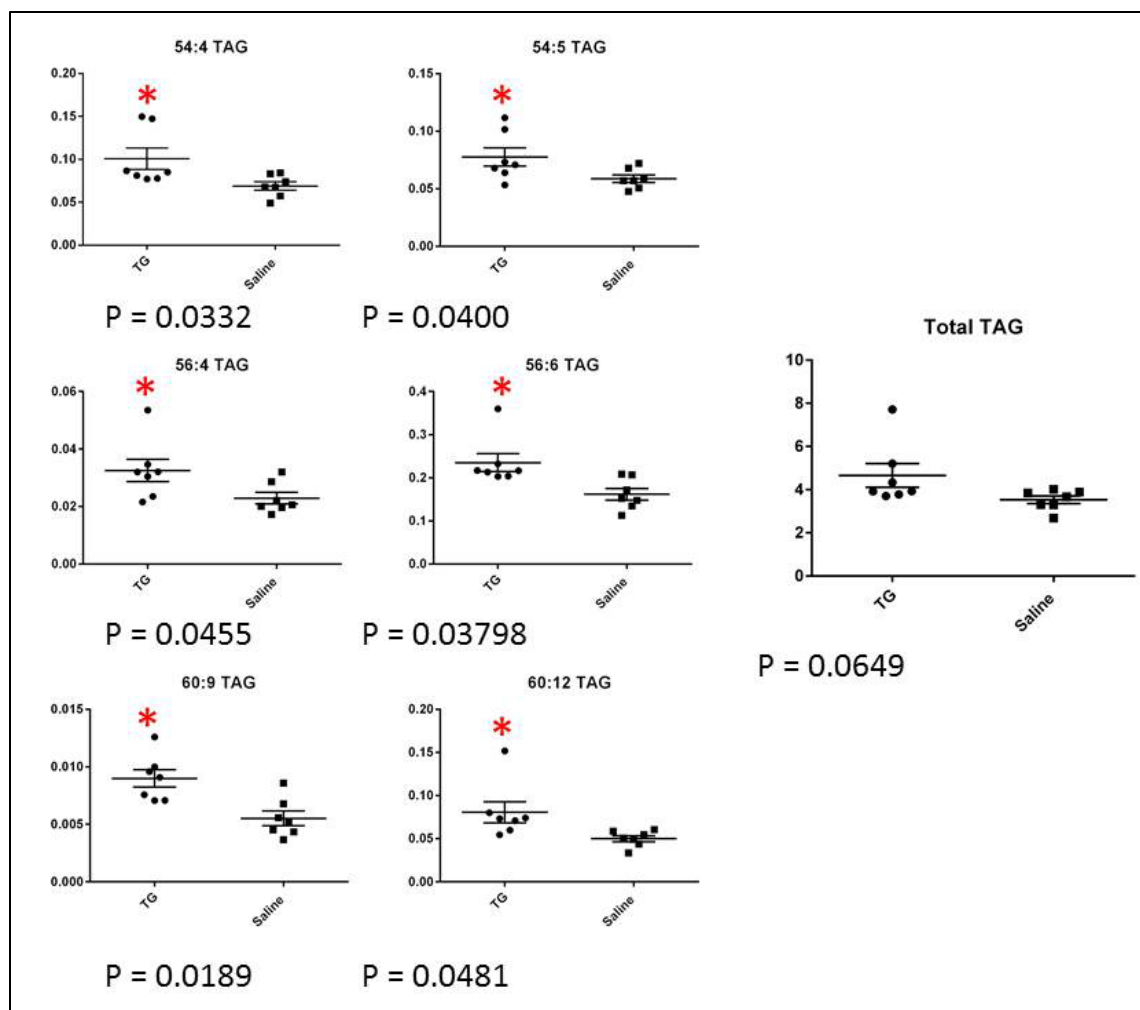 54:4 TAG
0.20
0.15
0.10
0.05
0.00
*
TG
Saline
P = 0.0332
54:5 TAG
0.15
0.10
0.05
0.00
*
TG
Saline
P = 0.0400
56:4 TAG
0.06
0.04
0.02
0.00
*
TG
Saline
P = 0.0455
56:6 TAG
0.4
0.3
0.2
0.1
0.0
*
TG
Saline
P = 0.03798
60:9 TAG
0.015
0.010
0.005
0.000
*
TG
Saline
P = 0.0189
60:12 TAG
0.20
0.15
0.10
0.05
0.00
*
TG
Saline
P = 0.0481
Total TAG
10
8
6
4
2
0
TG
Saline
P = 0.0649